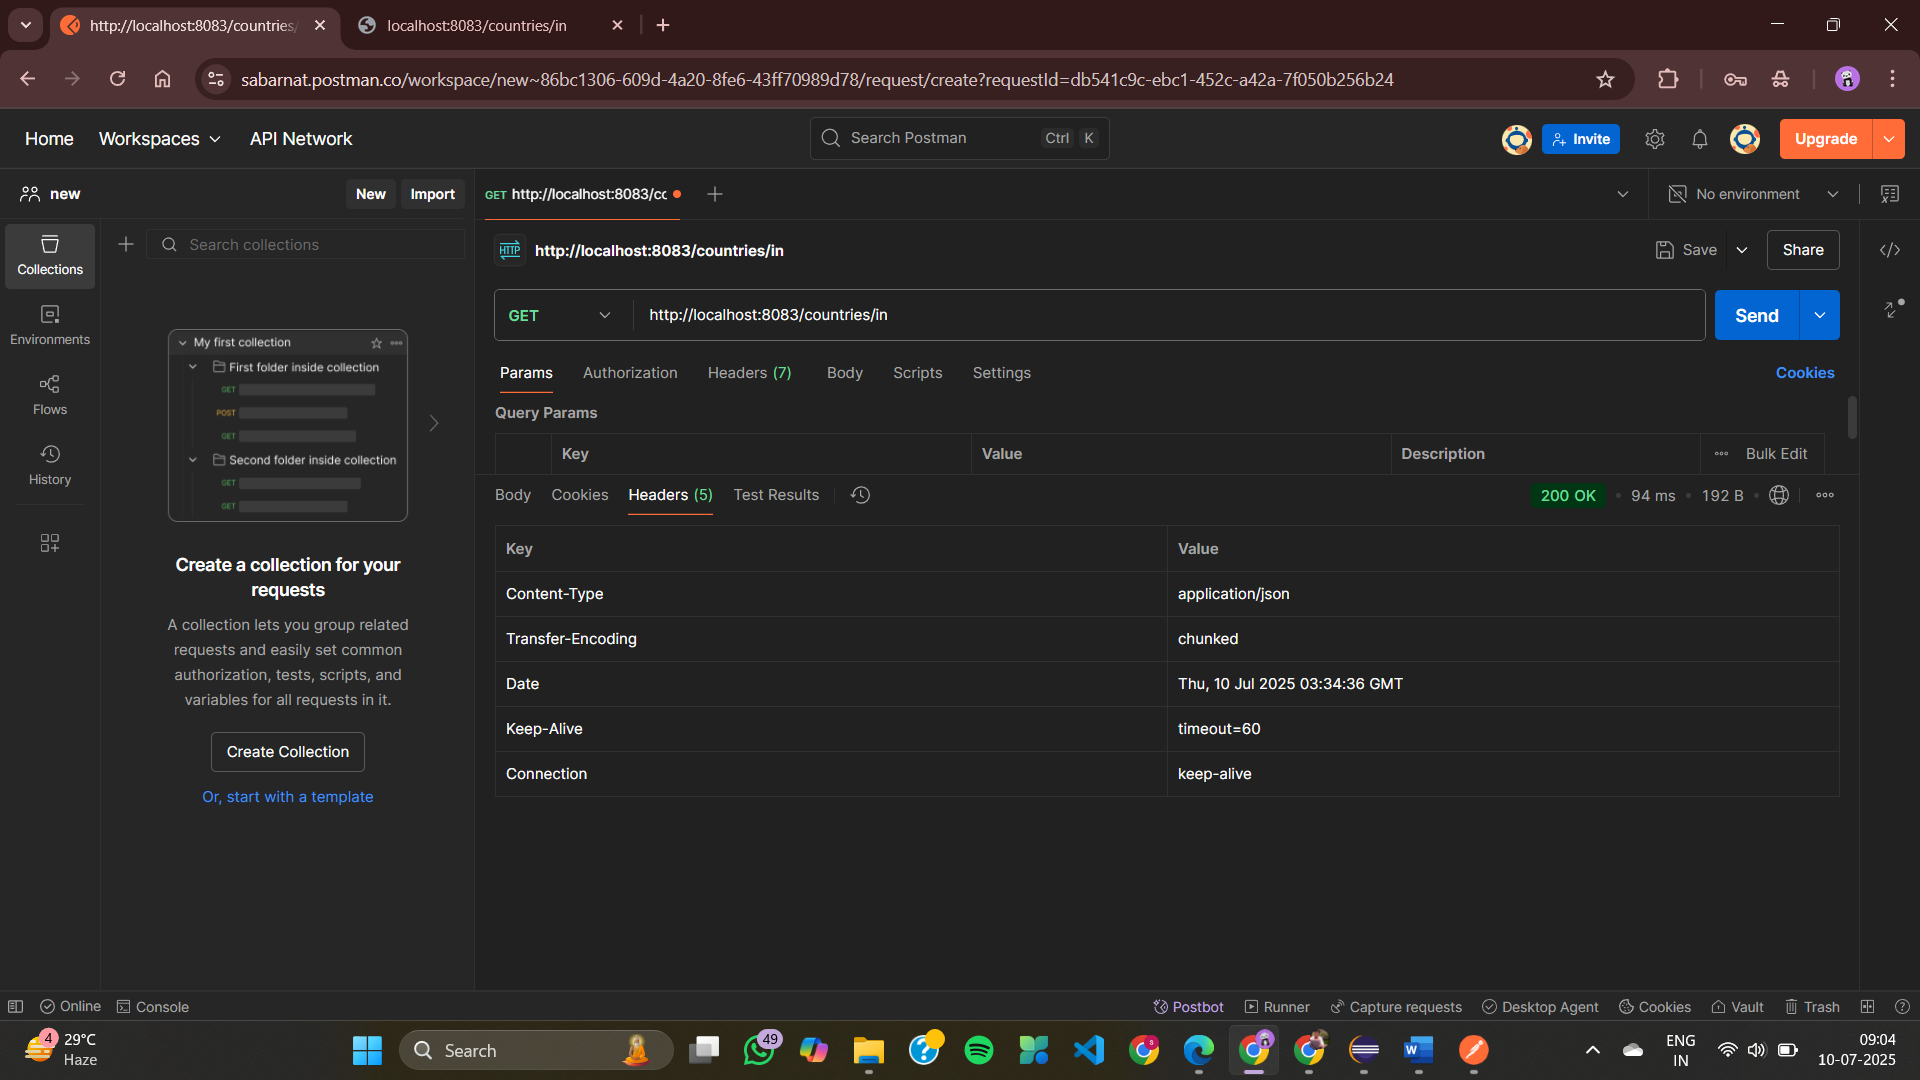 http://localhost:8083/countries/
localhost:8083/countries/in
sabarnat.postman.co/workspace/new~86bc1306-609d-4a20-8fe6-43ff70989d78/request/create?requestId=db541c9c-ebc1-452c-a42a-7f050b256b24
Home Workspaces API Network
Search Postman Ctrl K
Invite Upgrade
new New Import
GET http://localhost:8083/cc
No environment
Collections
Environments
Flows
History
Search collections
My first collection
First folder inside collection
GET
POST
GET
Second folder inside collection
GET
GET
Create a collection for your
requests
A collection lets you group related
requests and easily set common
authorization, tests, scripts, and
variables for all requests in it.
Create Collection
Or, start with a template
HTTP http://localhost:8083/countries/in
Save Share
GET http://localhost:8083/countries/in Send
Params Authorization Headers (7) Body Scripts Settings Cookies
Query Params
Key Value Description Bulk Edit
Body Cookies Headers (5) Test Results 200 OK 94 ms 192 B
Key Value
Content-Type application/json
Transfer-Encoding chunked
Date Thu, 10 Jul 2025 03:34:36 GMT
Keep-Alive timeout=60
Connection keep-alive
Online Console Postbot Runner Capture requests Desktop Agent Cookies Vault Trash
4 29°C
Haze
Search
49
ENG
IN
09:04
10-07-2025